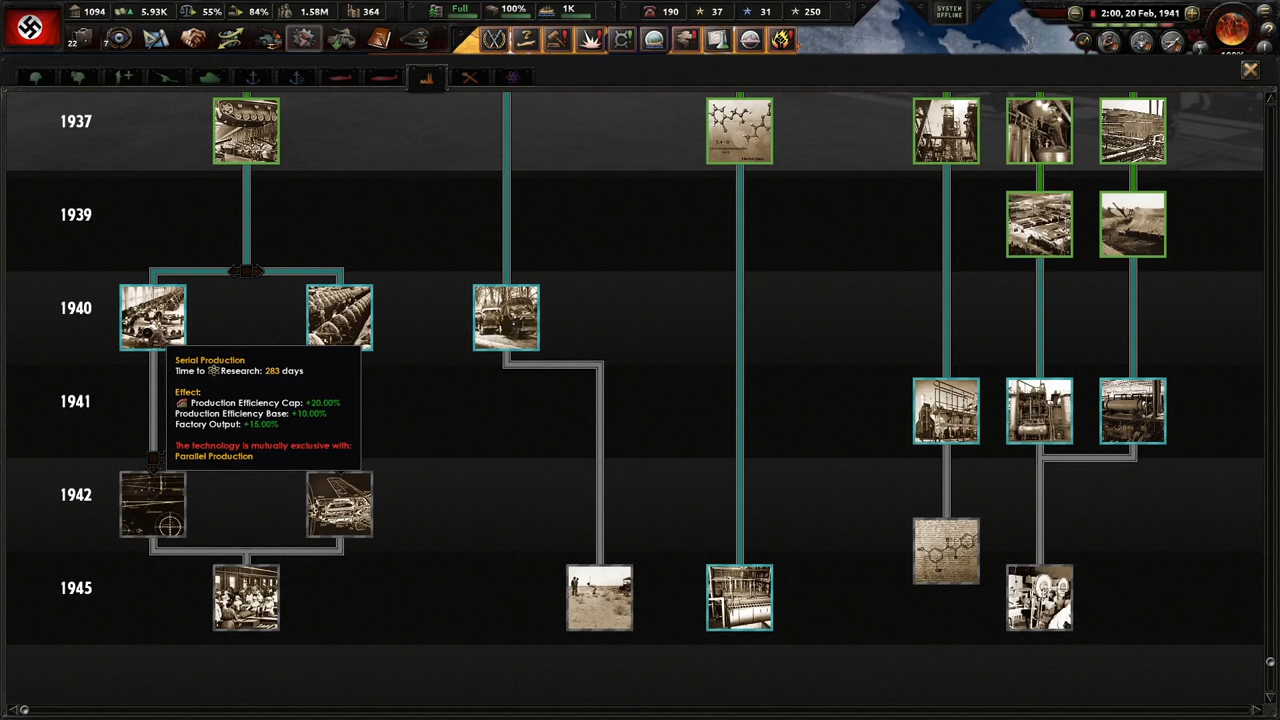 1094 5.93K 55% 84% 1.58M 364 Full 100% 1K 190 37 31 250 SYSTEM OFFLINE 2:00, 20 Feb, 1941
22 7
1937
1939
1940
Serial Production
Time to Research: 283 days
Effect:
Production Efficiency Cap: +20.00%
Production Efficiency Base: +10.00%
Factory Output: +15.00%
The technology is mutually exclusive with:
Parallel Production
1941
1942
1945